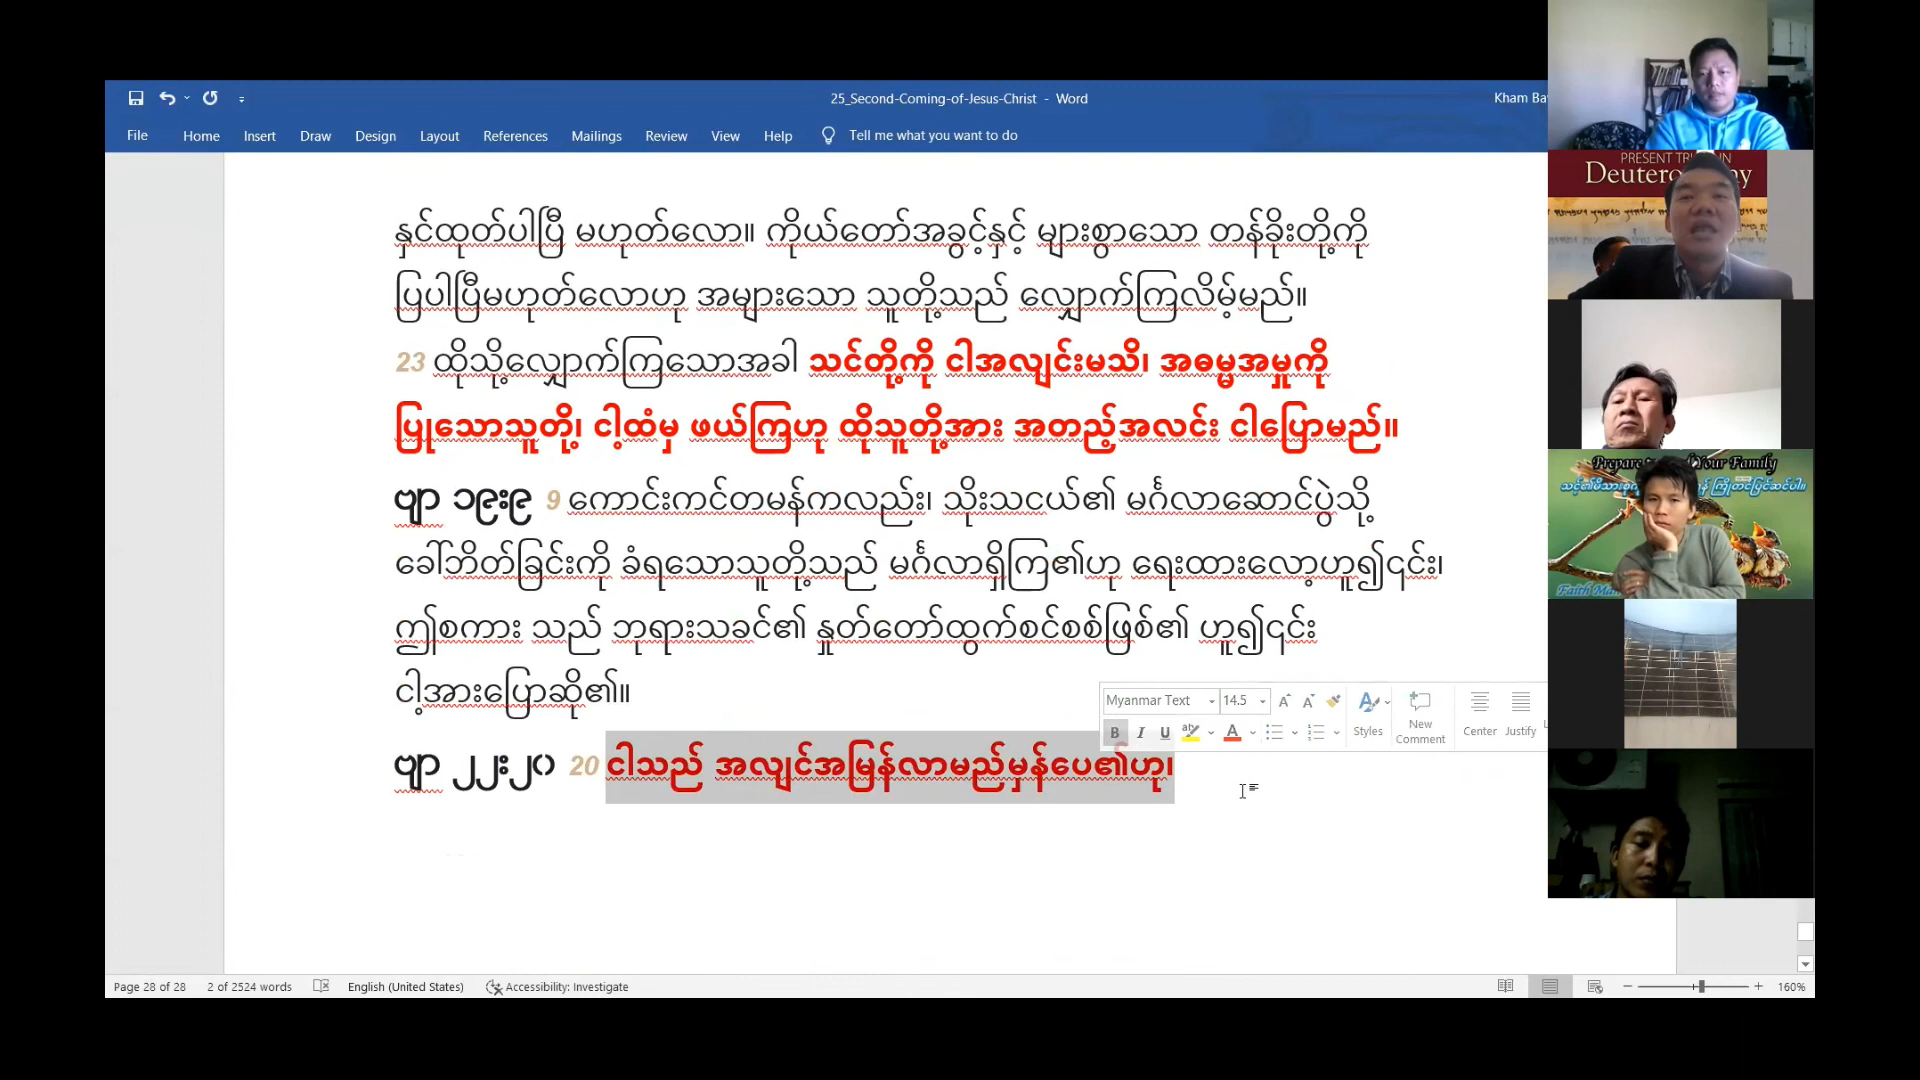 25_Second-Coming-of-Jesus-Christ - Word
Kham Ba
File Home Insert Draw Design Layout References Mailings Review View Help Tell me what you want to do
နှင်ထုတ်ပါပြီ မဟုတ်လော။ ကိုယ်တော်အခွင့်နှင့် များစွာသော တန်ခိုးတို့ကို
ပြပါပြီမဟုတ်လောဟု အများသော သူတို့သည် လျှောက်ကြလိမ့်မည်။
23 ထိုသို့လျှောက်ကြသောအခါ သင်တို့ကို ငါအလျင်းမသိ၊ အဓမ္မအမှုကို
ပြုသောသူတို့၊ ငါ့ထံမှ ဖယ်ကြဟု ထိုသူတို့အား အတည့်အလင်း ငါပြောမည်။
ဗျာ ၁၉း၉ 9 ကောင်းကင်တမန်ကလည်း၊ သိုးသငယ်၏ မင်္ဂလာဆောင်ပွဲသို့
ခေါ်ဘိတ်ခြင်းကို ခံရသောသူတို့သည် မင်္ဂလာရှိကြ၏ဟု ရေးထားလော့ဟူ၍၎င်း၊
ဤစကား သည် ဘုရားသခင်၏ နှုတ်တော်ထွက်စင်စစ်ဖြစ်၏ ဟူ၍၎င်း
ငါ့အားပြောဆို၏။
ဗျာ ၂၂း၂၀ 20 ငါသည် အလျင်အမြန်လာမည်မှန်ပေ၏ဟု၊
Myanmar Text 14.5
B I U Styles New Comment Center Justify
PRESENT TRU IN
Deutero my
Prepare Your Family
Page 28 of 28 2 of 2524 words English (United States) Accessibility: Investigate 160%